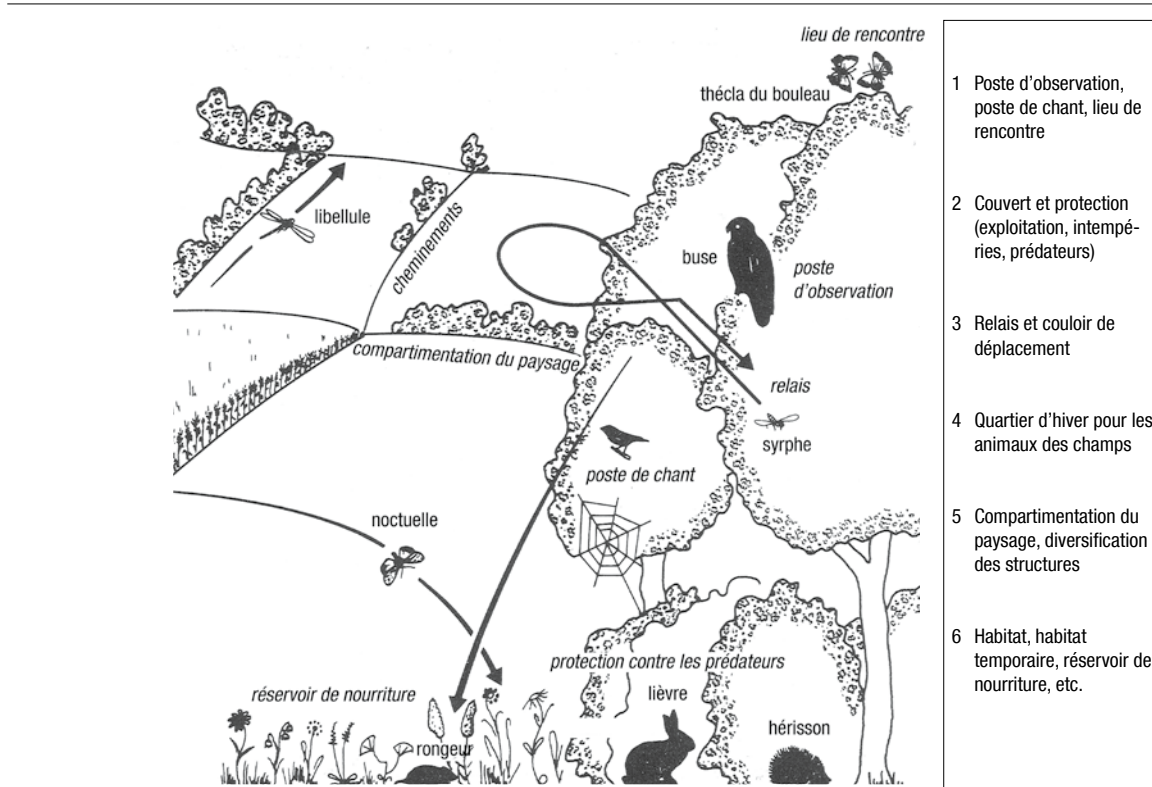 lieu de rencontre
thécla du bouleau
libellule
cheminements
buse
poste
d'observation
compartimentation du paysage
relais
syrphe
poste de chant
noctuelle
protection contre les prédateurs
lièvre
réservoir de nourriture
hérisson
rongeur
1 Poste d'observation,
poste de chant, lieu de
rencontre
2 Couvert et protection
(exploitation, intempé-
ries, prédateurs)
3 Relais et couloir de
déplacement
4 Quartier d'hiver pour les
animaux des champs
5 Compartimentation du
paysage, diversification
des structures
6 Habitat, habitat
temporaire, réservoir de
nourriture, etc.